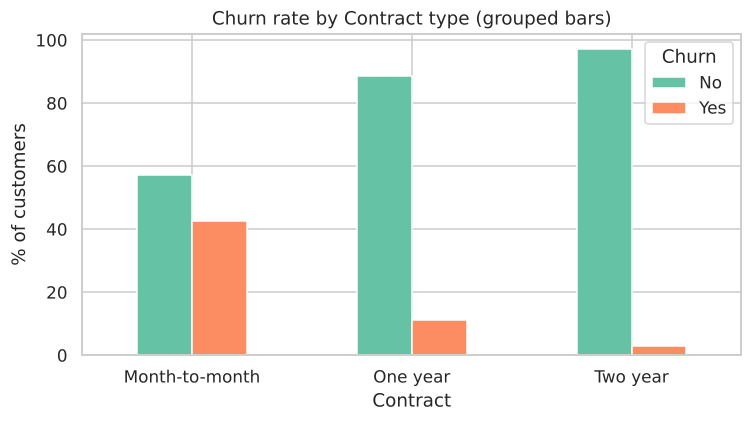 Churn rate by Contract type (grouped bars)
% of customers
100
80
60
40
20
0
Churn
No
Yes
Month-to-month
One year
Two year
Contract